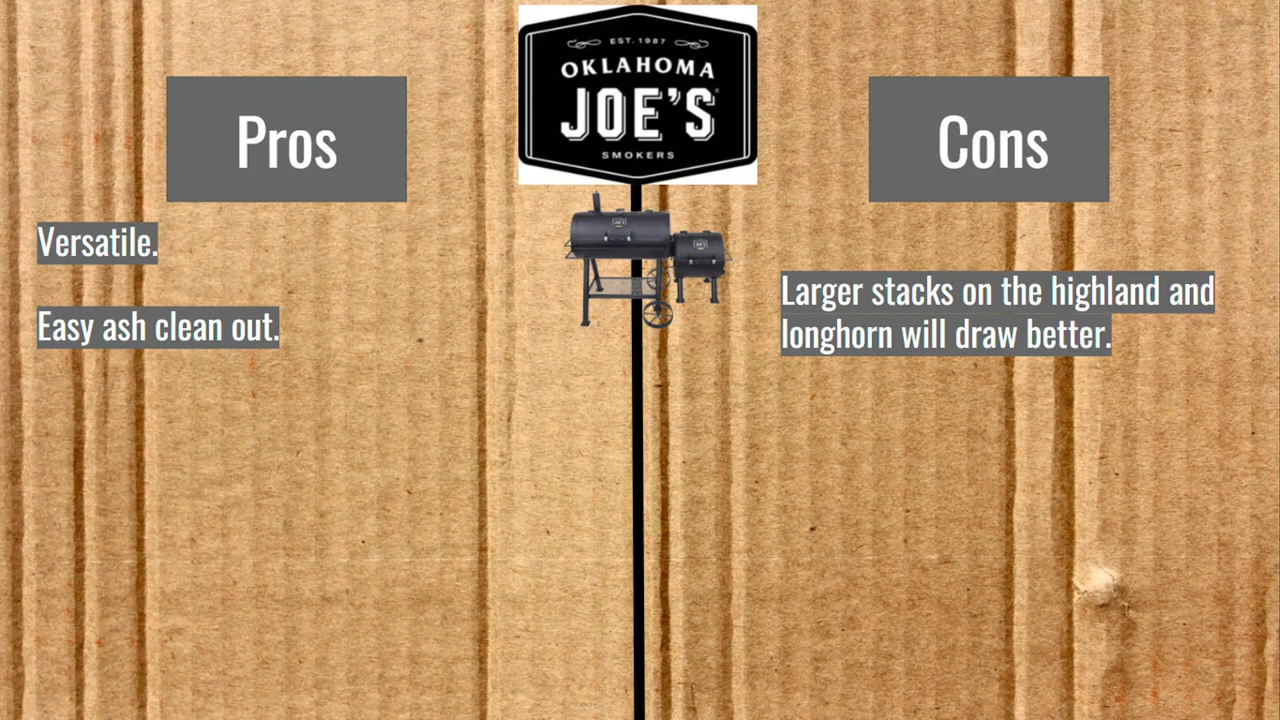 EST. 1987
OKLAHOMA
JOE'S®
SMOKERS
Pros
Versatile.
Easy ash clean out.
Cons
Larger stacks on the highland and
longhorn will draw better.
JOE'S